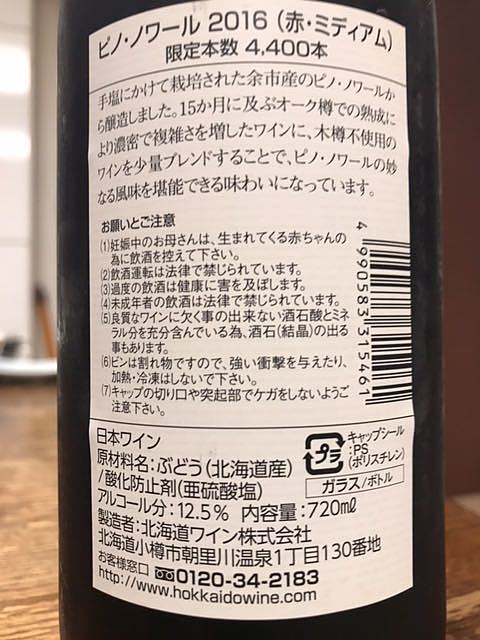 ピノ・ノワール 2016 (赤・ミディアム)
限定本数 4,400本
手塩にかけて栽培された余市産のピノ・ノワールか
ら醸造しました。15か月に及ぶオーク樽での熟成に
より濃密で複雑さを増したワインに、木樽不使用の
ワインを少量ブレンドすることで、ピノ・ノワールの妙
なる風味を堪能できる味わいになっています。
お願いとご注意
(1)妊娠中のお母さんは、生まれてくる赤ちゃんの
為に飲酒を控えて下さい。
(2)飲酒運転は法律で禁じられています。
(3)過度の飲酒は健康に害を及ぼします。
(4)未成年者の飲酒は法律で禁じられています。
(5)良質なワインに欠く事の出来ない酒石酸とミネ
ラル分を充分含んでいる為、酒石(結晶)の出る
事もあります。
(6)ビンは割れ物ですので、強い衝撃を与えたり、
加熱・冷凍はしないで下さい。
(7)キャップの切り口や突起部でケガをしないようご
注意下さい。
4 990583 315461
日本ワイン
原材料名:ぶどう(北海道産)
/酸化防止剤(亜硫酸塩)
アルコール分:12.5% 内容量:720mℓ
製造者:北海道ワイン株式会社
北海道小樽市朝里川温泉1丁目130番地
お客様窓口 0120-34-2183
http://www.hokkaidowine.com
プラ
キャップシール
:PS
(ポリスチレン)
ガラス/ボトル